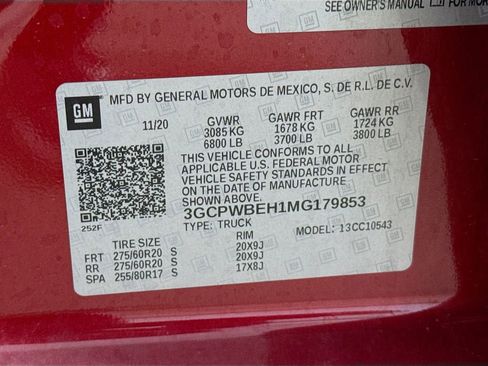 SEE OWNER'S MANUAL FOR MOR
GM
MFD BY GENERAL MOTORS DE MEXICO, S. DE R.L. DE C.V.
11/20 GVWR GAWR FRT GAWR RR
3085 KG 1678 KG 1724 KG
6800 LB 3700 LB 3800 LB
THIS VEHICLE CONFORMS TO ALL
APPLICABLE U.S. FEDERAL MOTOR
VEHICLE SAFETY STANDARDS IN
EFFECT ON THE DATE OF
MANUFACTURE SHOWN ABOVE.
3GCPWBEH1MG179853
252F
TYPE: TRUCK MODEL: 13CC10543
TIRE SIZE RIM
FRT 275/60R20 S 20X9J
RR 275/60R20 S 20X9J
SPA 255/80R17 S 17X8J